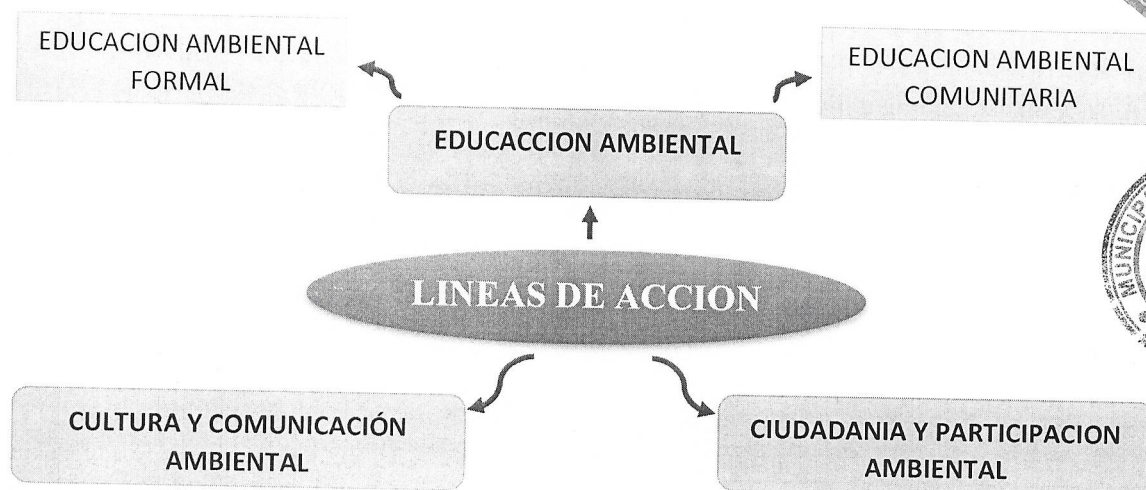 EDUCACION AMBIENTAL
FORMAL
EDUCACION AMBIENTAL
COMUNITARIA
EDUCACCION AMBIENTAL
LINEAS DE ACCION
CULTURA Y COMUNICACIÓN
AMBIENTAL
CIUDADANIA Y PARTICIPACION
AMBIENTAL